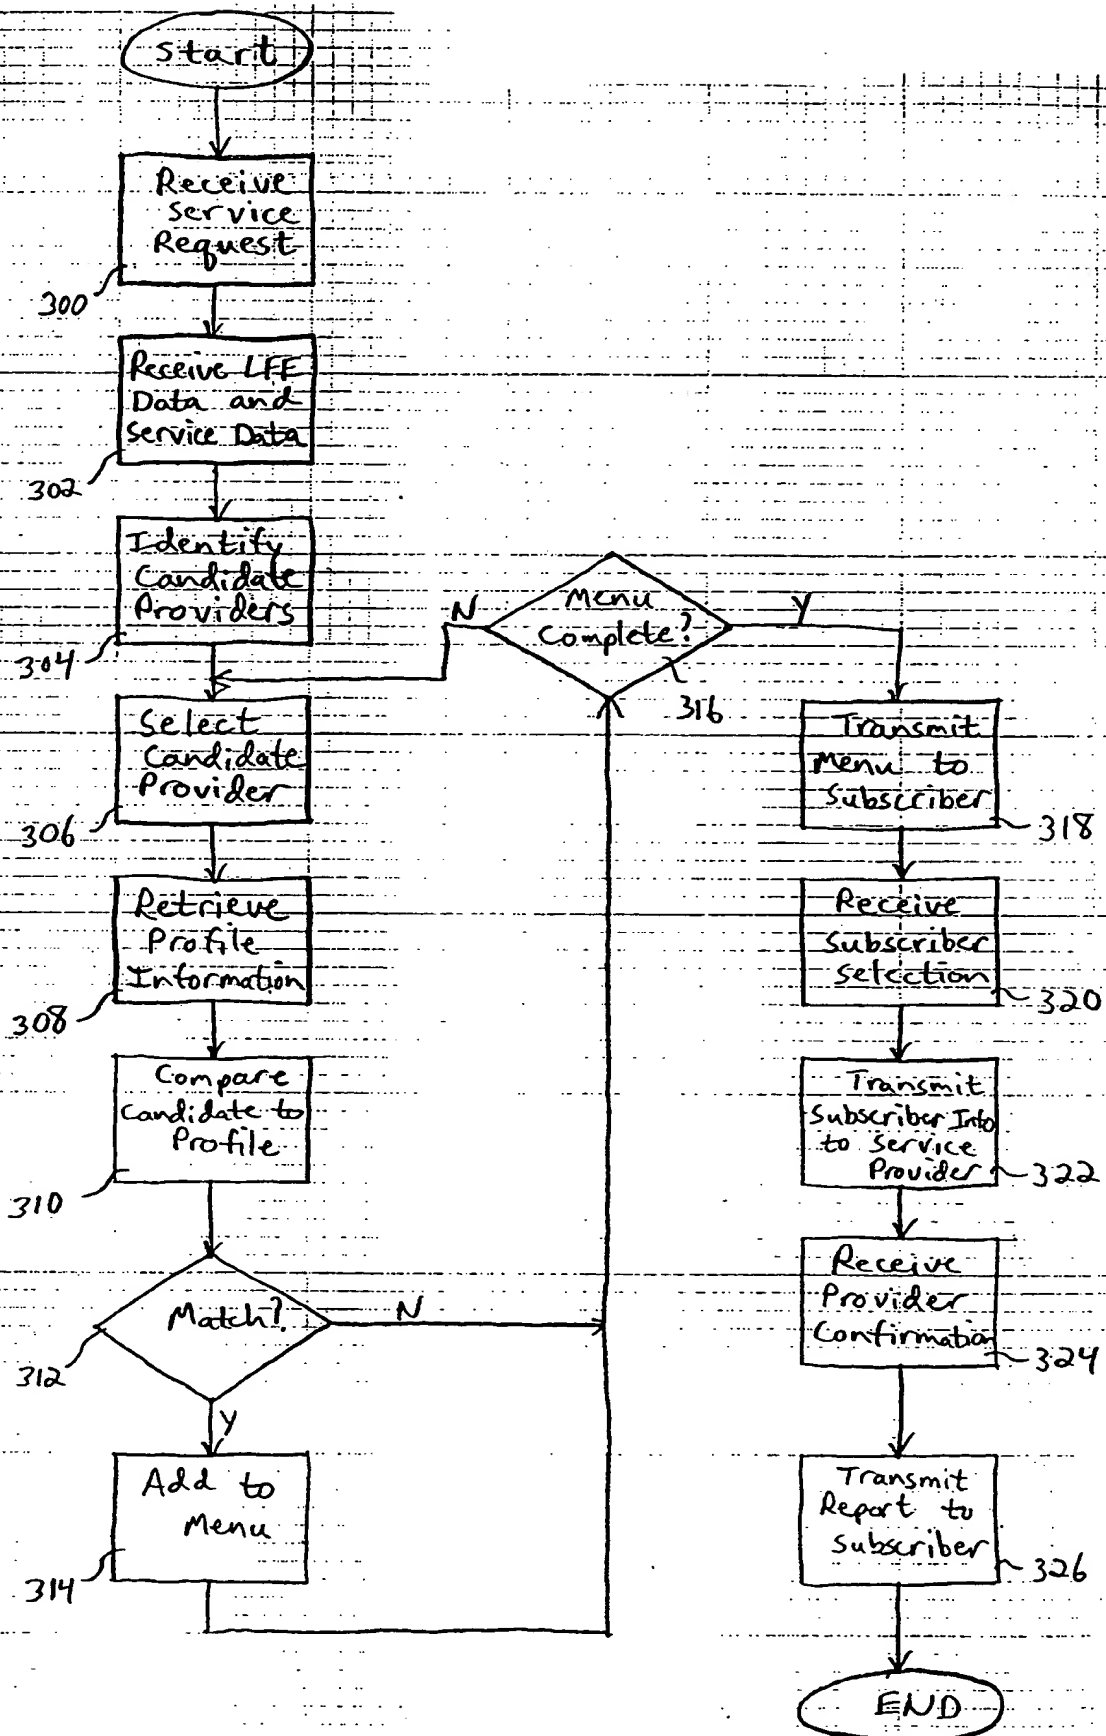 Start
Receive
Service
Request
300
Receive LFE
Data and
Service Data
302
Identify
Candidate
Providers
304
Select
Candidate
Provider
306
Retrieve
Profile
Information
308
Compare
Candidate to
Profile
310
Match?
N
312
Y
Add to
Menu
314
N
Menu
Complete?
Y
316
Transmit
Menu to
Subscriber
318
Receive
Subscriber
Selection
320
Transmit
Subscriber Info
to Service
Provider
322
Receive
Provider
Confirmation
324
Transmit
Report to
Subscriber
326
END